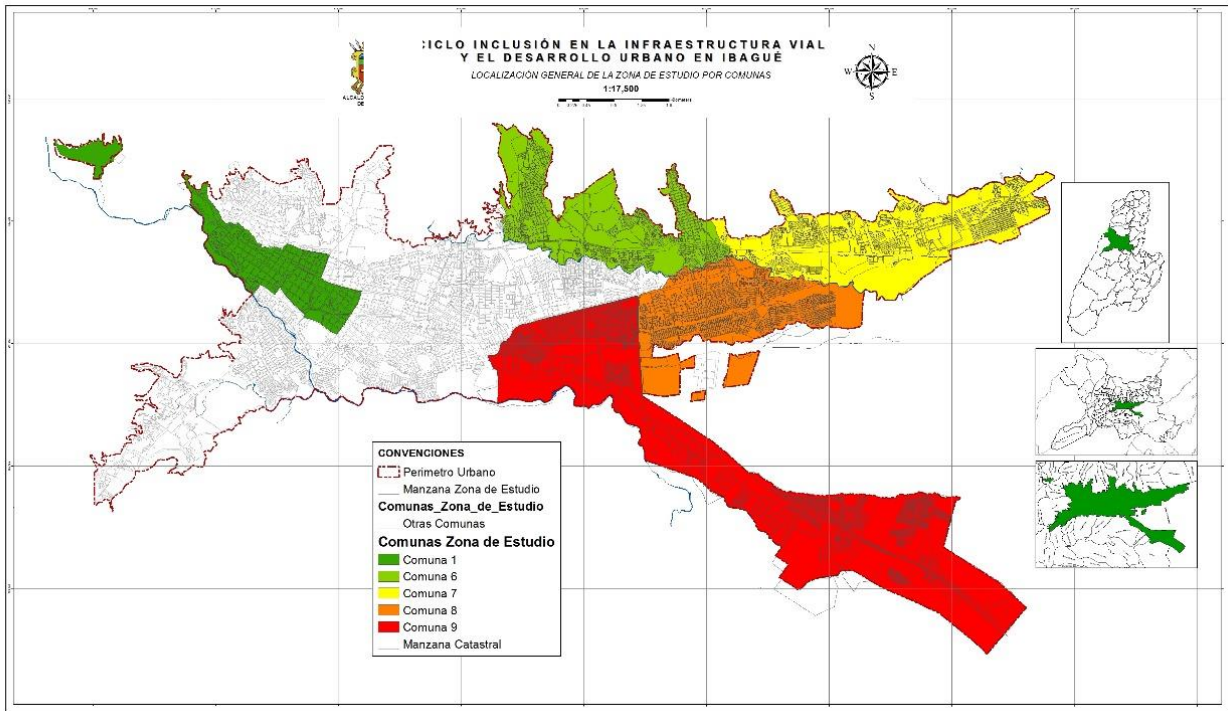 CICLO INCLUSIÓN EN LA INFRAESTRUCTURA VIAL
Y EL DESARROLLO URBANO EN IBAGUÉ
LOCALIZACIÓN GENERAL DE LA ZONA DE ESTUDIO POR COMUNAS
1:17,500
N
W
E
S
CONVENCIONES
Perimetro Urbano
Manzana Zona de Estudio
Comunas_Zona_de_Estudio
Otras Comunas
Comunas Zona de Estudio
Comuna 1
Comuna 6
Comuna 7
Comuna 8
Comuna 9
Manzana Catastral